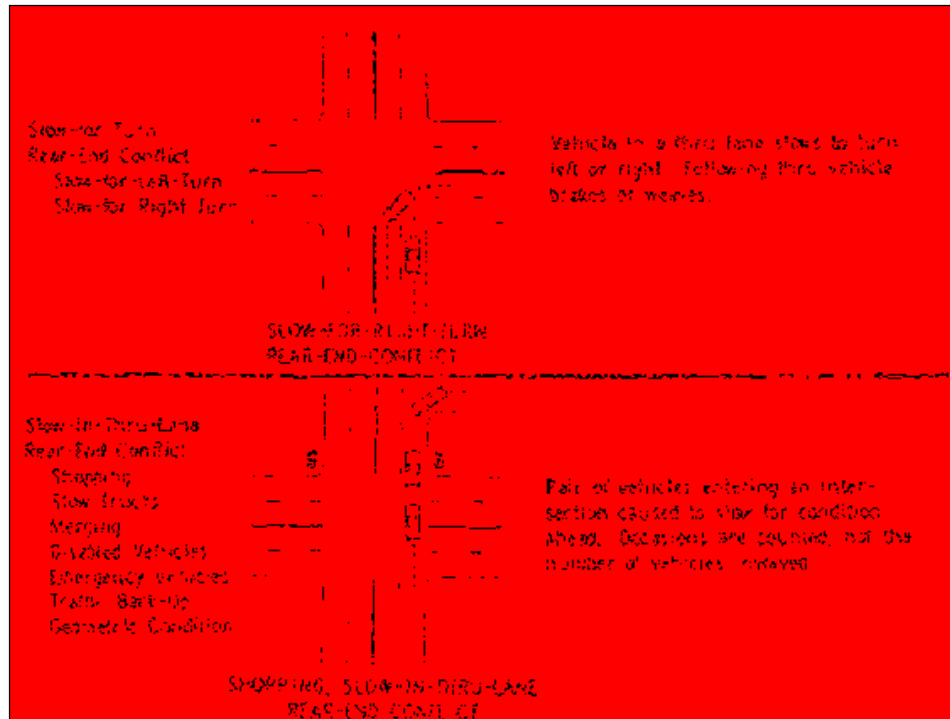 Slow-for Turn
Rear-End Conflict
Slow-for-Left-Turn
Slow-for Right Turn
Vehicle in a thru lane slows to turn
left or right. Following thru vehicle
brakes or weaves.
SLOW-FOR-RIGHT-TURN
REAR-END-CONFLICT
Slow-In-Thru-Lane
Rear-End Conflict
Stopping
Slow Trucks
Merging
Disabled Vehicles
Emergency Vehicles
Traffic Back-Up
Geometric Condition
Pair of vehicles entering an inter-
section caused to slow for condition
ahead. Occasions are counted, not the
number of vehicles
SLOW-IN-THRU-LANE
REAR-END CONFLICT